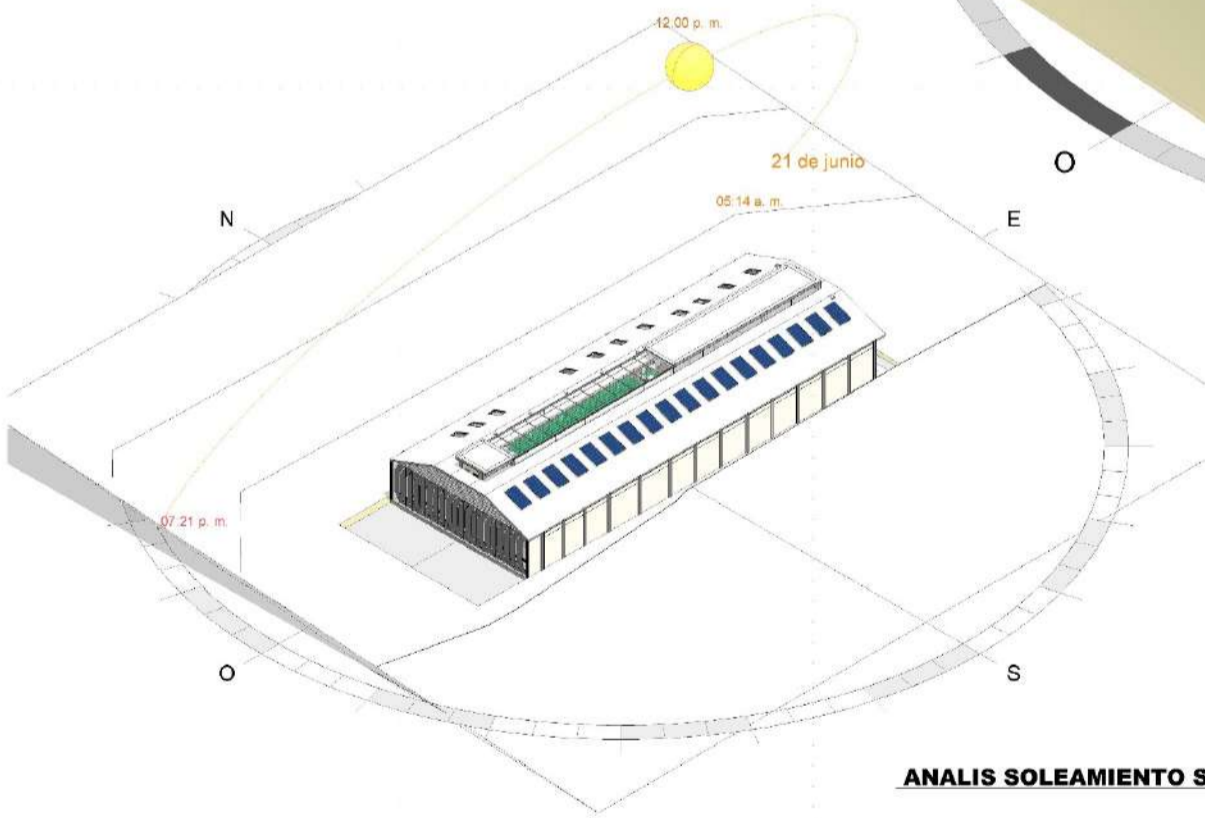 12.00 p. m.
O
21 de junio
05:14 a. m.
N
E
07.21 p. m.
O
S
ANALIS SOLEAMIENTO S